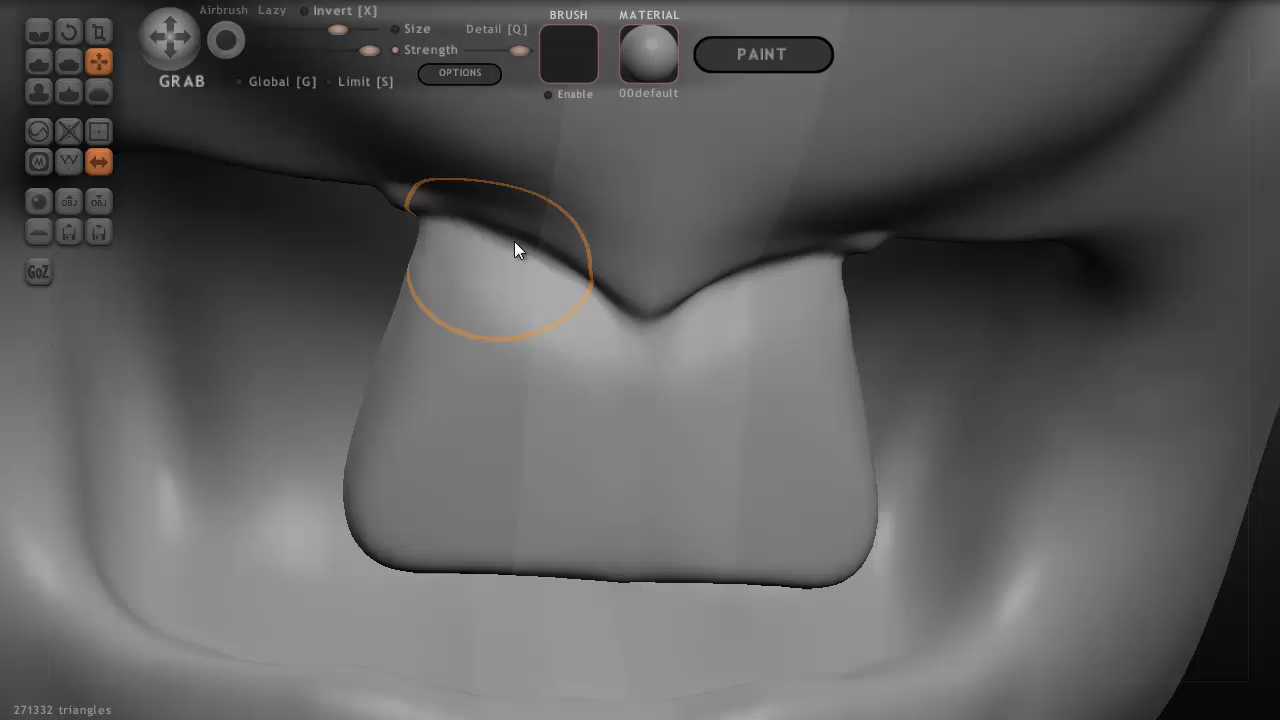 Airbrush Lazy Invert [X]
Size Detail [Q]
Strength
GRAB Global [G] Limit [S]
OPTIONS
BRUSH
Enable
MATERIAL
00default
PAINT
M
OBJ OBJ
GoZ
271332 triangles